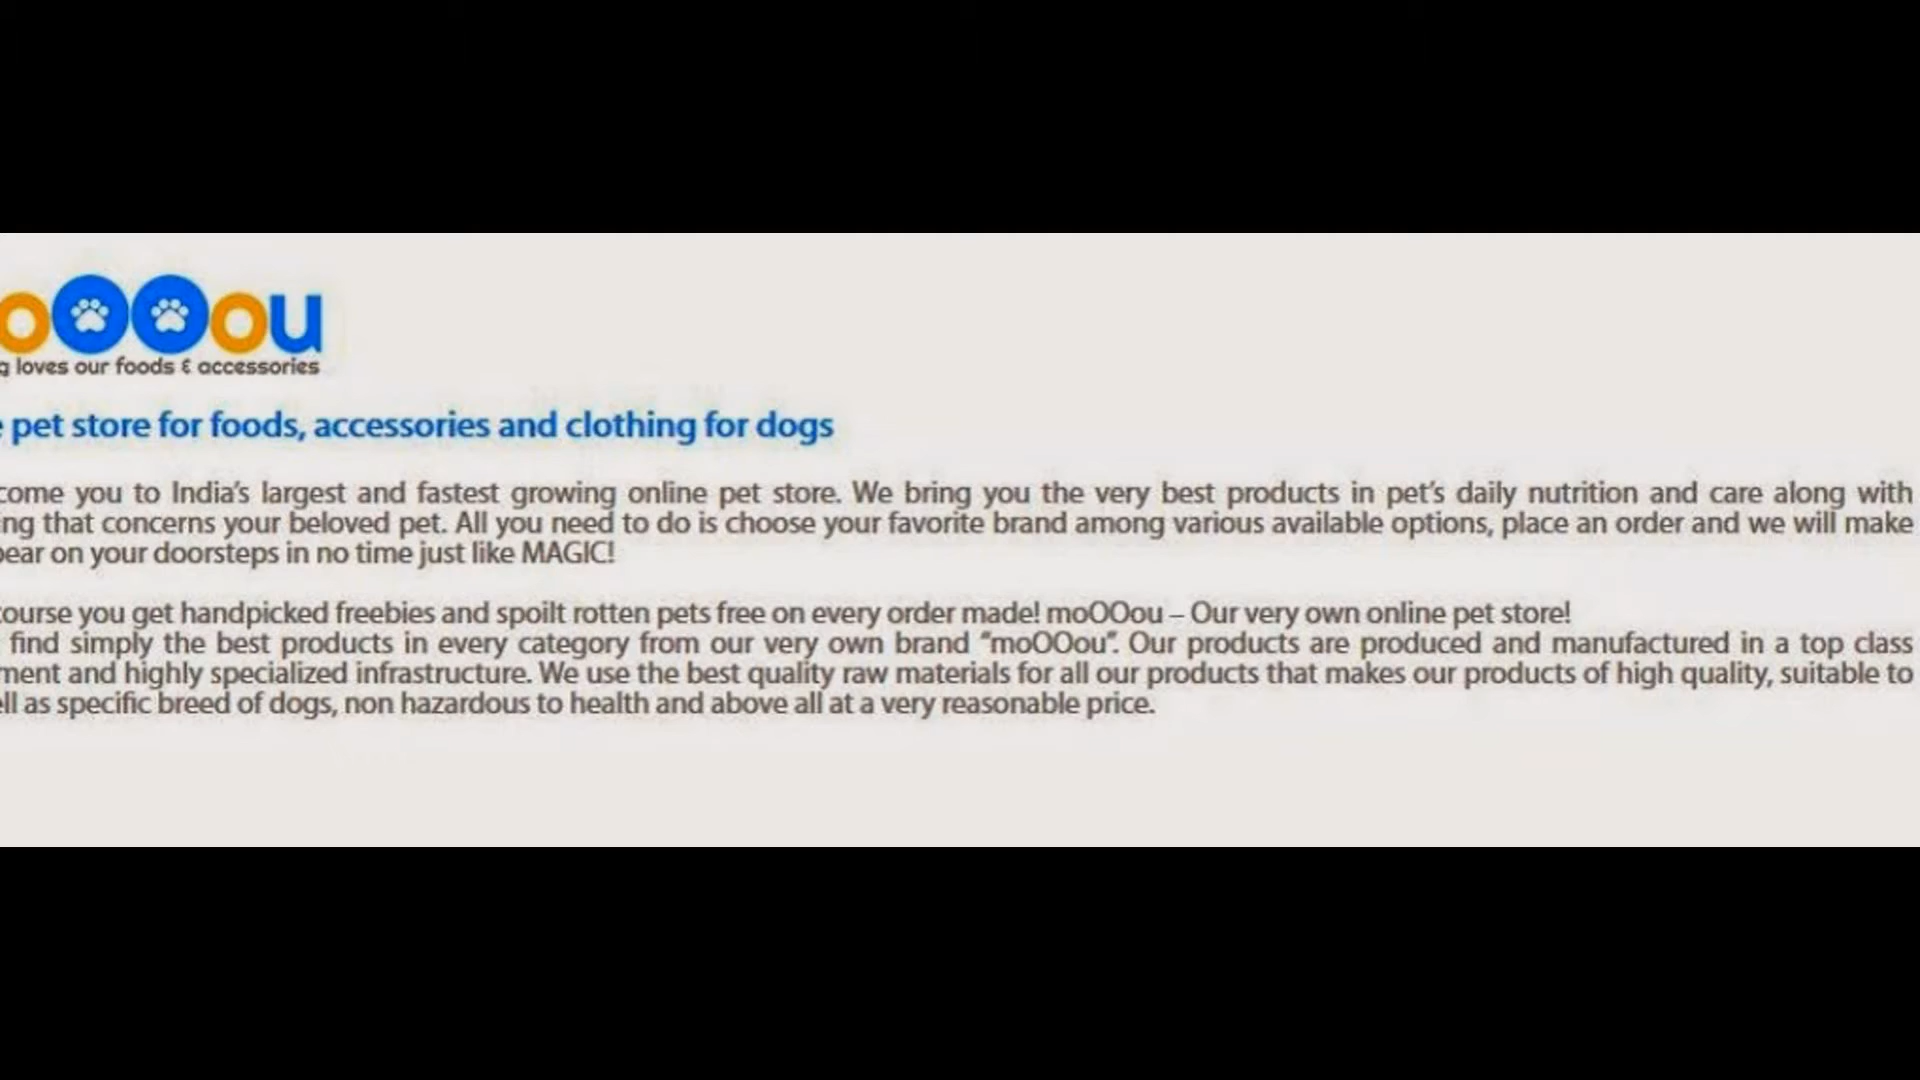 oOOou
g loves our foods & accessories
e pet store for foods, accessories and clothing for dogs
come you to India's largest and fastest growing online pet store. We bring you the very best products in pet's daily nutrition and care along with
ing that concerns your beloved pet. All you need to do is choose your favorite brand among various available options, place an order and we will make
pear on your doorsteps in no time just like MAGIC!
course you get handpicked freebies and spoilt rotten pets free on every order made! moOOou – Our very own online pet store!
find simply the best products in every category from our very own brand “moOOou”. Our products are produced and manufactured in a top class
ment and highly specialized infrastructure. We use the best quality raw materials for all our products that makes our products of high quality, suitable to
ell as specific breed of dogs, non hazardous to health and above all at a very reasonable price.